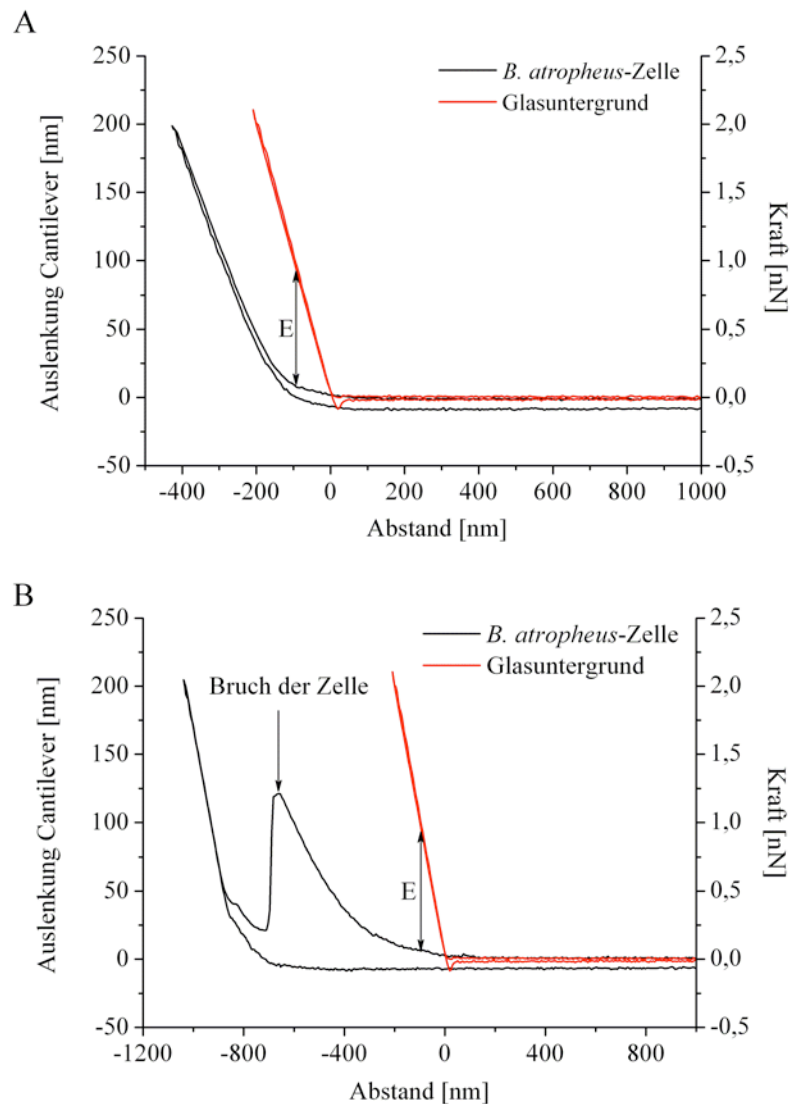 A
B. atropheus-Zelle
Glasuntergrund
Auslenkung Cantilever [nm]
250
200
150
100
50
0
-50
E
Kraft [nN]
2,5
2,0
1,5
1,0
0,5
0,0
-0,5
-400 -200 0 200 400 600 800 1000
Abstand [nm]
B
B. atropheus-Zelle
Glasuntergrund
Bruch der Zelle
Auslenkung Cantilever [nm]
250
200
150
100
50
0
-50
E
Kraft [nN]
2,5
2,0
1,5
1,0
0,5
0,0
-0,5
-1200 -800 -400 0 400 800
Abstand [nm]